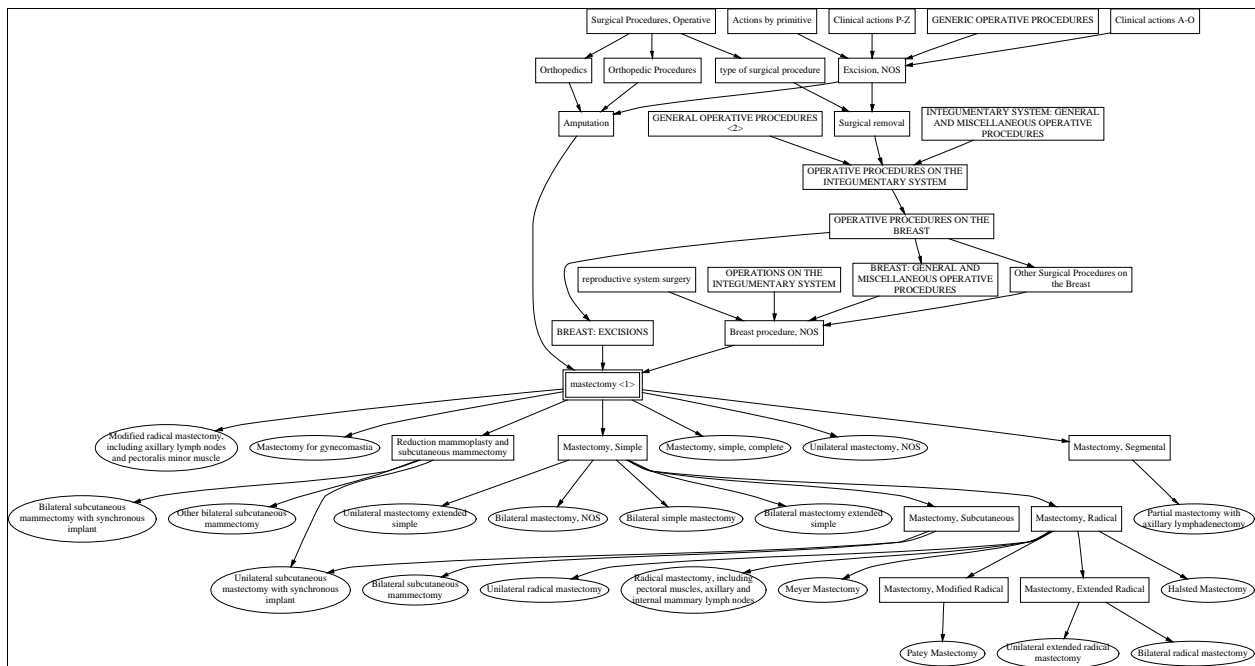 Surgical Procedures, Operative
Actions by primitive
Clinical actions P-Z
GENERIC OPERATIVE PROCEDURES
Clinical actions A-O
Orthopedics
Orthopedic Procedures
type of surgical procedure
Excision, NOS
Amputation
GENERAL OPERATIVE PROCEDURES
<2>
Surgical removal
INTEGUMENTARY SYSTEM: GENERAL
AND MISCELLANEOUS OPERATIVE
PROCEDURES
OPERATIVE PROCEDURES ON THE
INTEGUMENTARY SYSTEM
OPERATIVE PROCEDURES ON THE
BREAST
reproductive system surgery
OPERATIONS ON THE
INTEGUMENTARY SYSTEM
BREAST: GENERAL AND
MISCELLANEOUS OPERATIVE
PROCEDURES
Other Surgical Procedures on
the Breast
BREAST: EXCISIONS
Breast procedure, NOS
mastectomy <1>
Modified radical mastectomy,
including axillary lymph nodes
and pectoralis minor muscle
Mastectomy for gynecomastia
Reduction mammoplasty and
subcutaneous mammectomy
Mastectomy, Simple
Mastectomy, simple, complete
Unilateral mastectomy, NOS
Mastectomy, Segmental
Bilateral subcutaneous
mammectomy with synchronous
implant
Other bilateral subcutaneous
mammectomy
Unilateral mastectomy extended
simple
Bilateral mastectomy, NOS
Bilateral simple mastectomy
Bilateral mastectomy extended
simple
Mastectomy, Subcutaneous
Mastectomy, Radical
Partial mastectomy with
axillary lymphadenectomy
Unilateral subcutaneous
mastectomy with synchronous
implant
Bilateral subcutaneous
mammectomy
Unilateral radical mastectomy
Radical mastectomy, including
pectoral muscles, axillary and
internal mammary lymph nodes
Meyer Mastectomy
Mastectomy, Modified Radical
Mastectomy, Extended Radical
Halsted Mastectomy
Patey Mastectomy
Unilateral extended radical
mastectomy
Bilateral radical mastectomy